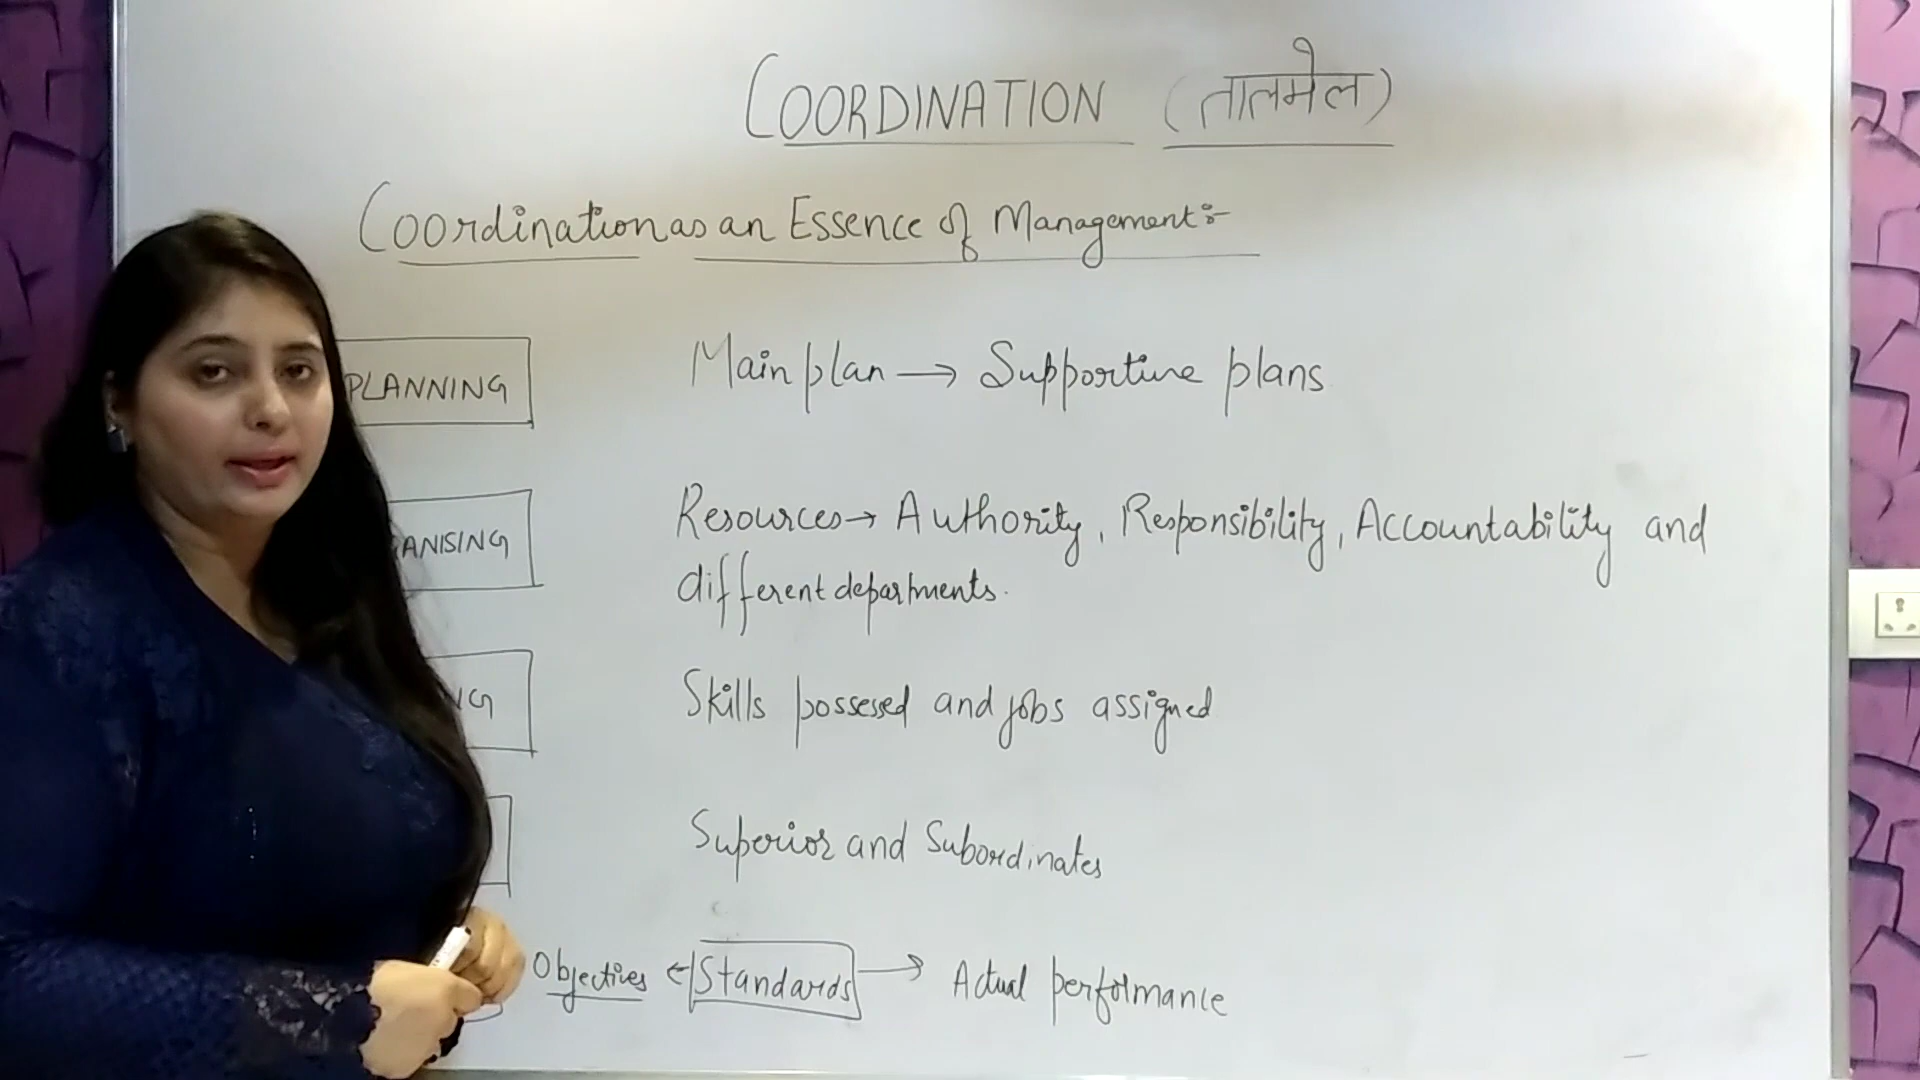 COORDINATION (तालमेल)
Coordination as an Essence of Management:-
PLANNING Main plan → Supportive plans
ANISING Resources → Authority, Responsibility, Accountability and
different departments.
NG Skills possessed and jobs assigned
Superior and Subordinates
Objectives ← Standards → Actual performance